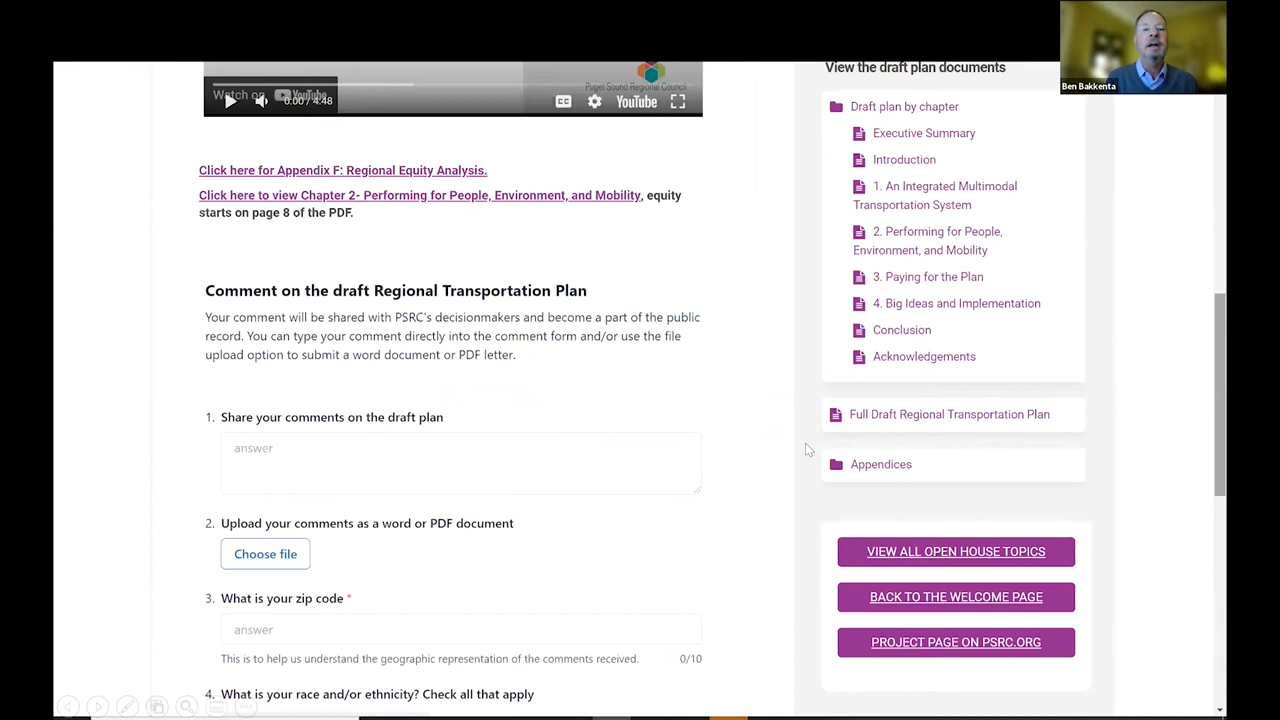 Ben Bakkenta
Puget Sound Regional Council
Watch on YouTube
0:00 / 4:48
YouTube
Click here for Appendix F: Regional Equity Analysis.
Click here to view Chapter 2- Performing for People, Environment, and Mobility, equity
starts on page 8 of the PDF.
Comment on the draft Regional Transportation Plan
Your comment will be shared with PSRC's decisionmakers and become a part of the public
record. You can type your comment directly into the comment form and/or use the file
upload option to submit a word document or PDF letter.
1. Share your comments on the draft plan
answer
2. Upload your comments as a word or PDF document
Choose file
3. What is your zip code *
answer
This is to help us understand the geographic representation of the comments received. 0/10
4. What is your race and/or ethnicity? Check all that apply
View the draft plan documents
Draft plan by chapter
Executive Summary
Introduction
1. An Integrated Multimodal
Transportation System
2. Performing for People,
Environment, and Mobility
3. Paying for the Plan
4. Big Ideas and Implementation
Conclusion
Acknowledgements
Full Draft Regional Transportation Plan
Appendices
VIEW ALL OPEN HOUSE TOPICS
BACK TO THE WELCOME PAGE
PROJECT PAGE ON PSRC.ORG